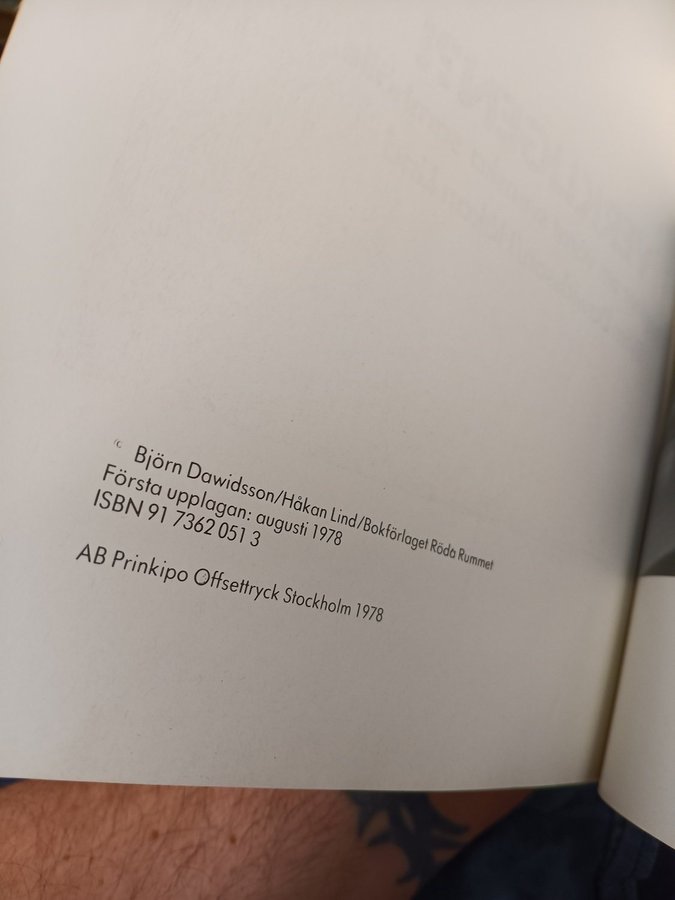 © Björn Dawidsson/Håkan Lind/Bokförlaget Röda Rummet
Första upplagan: augusti 1978
ISBN 91 7362 051 3
AB Prinkipo Offsettryck Stockholm 1978